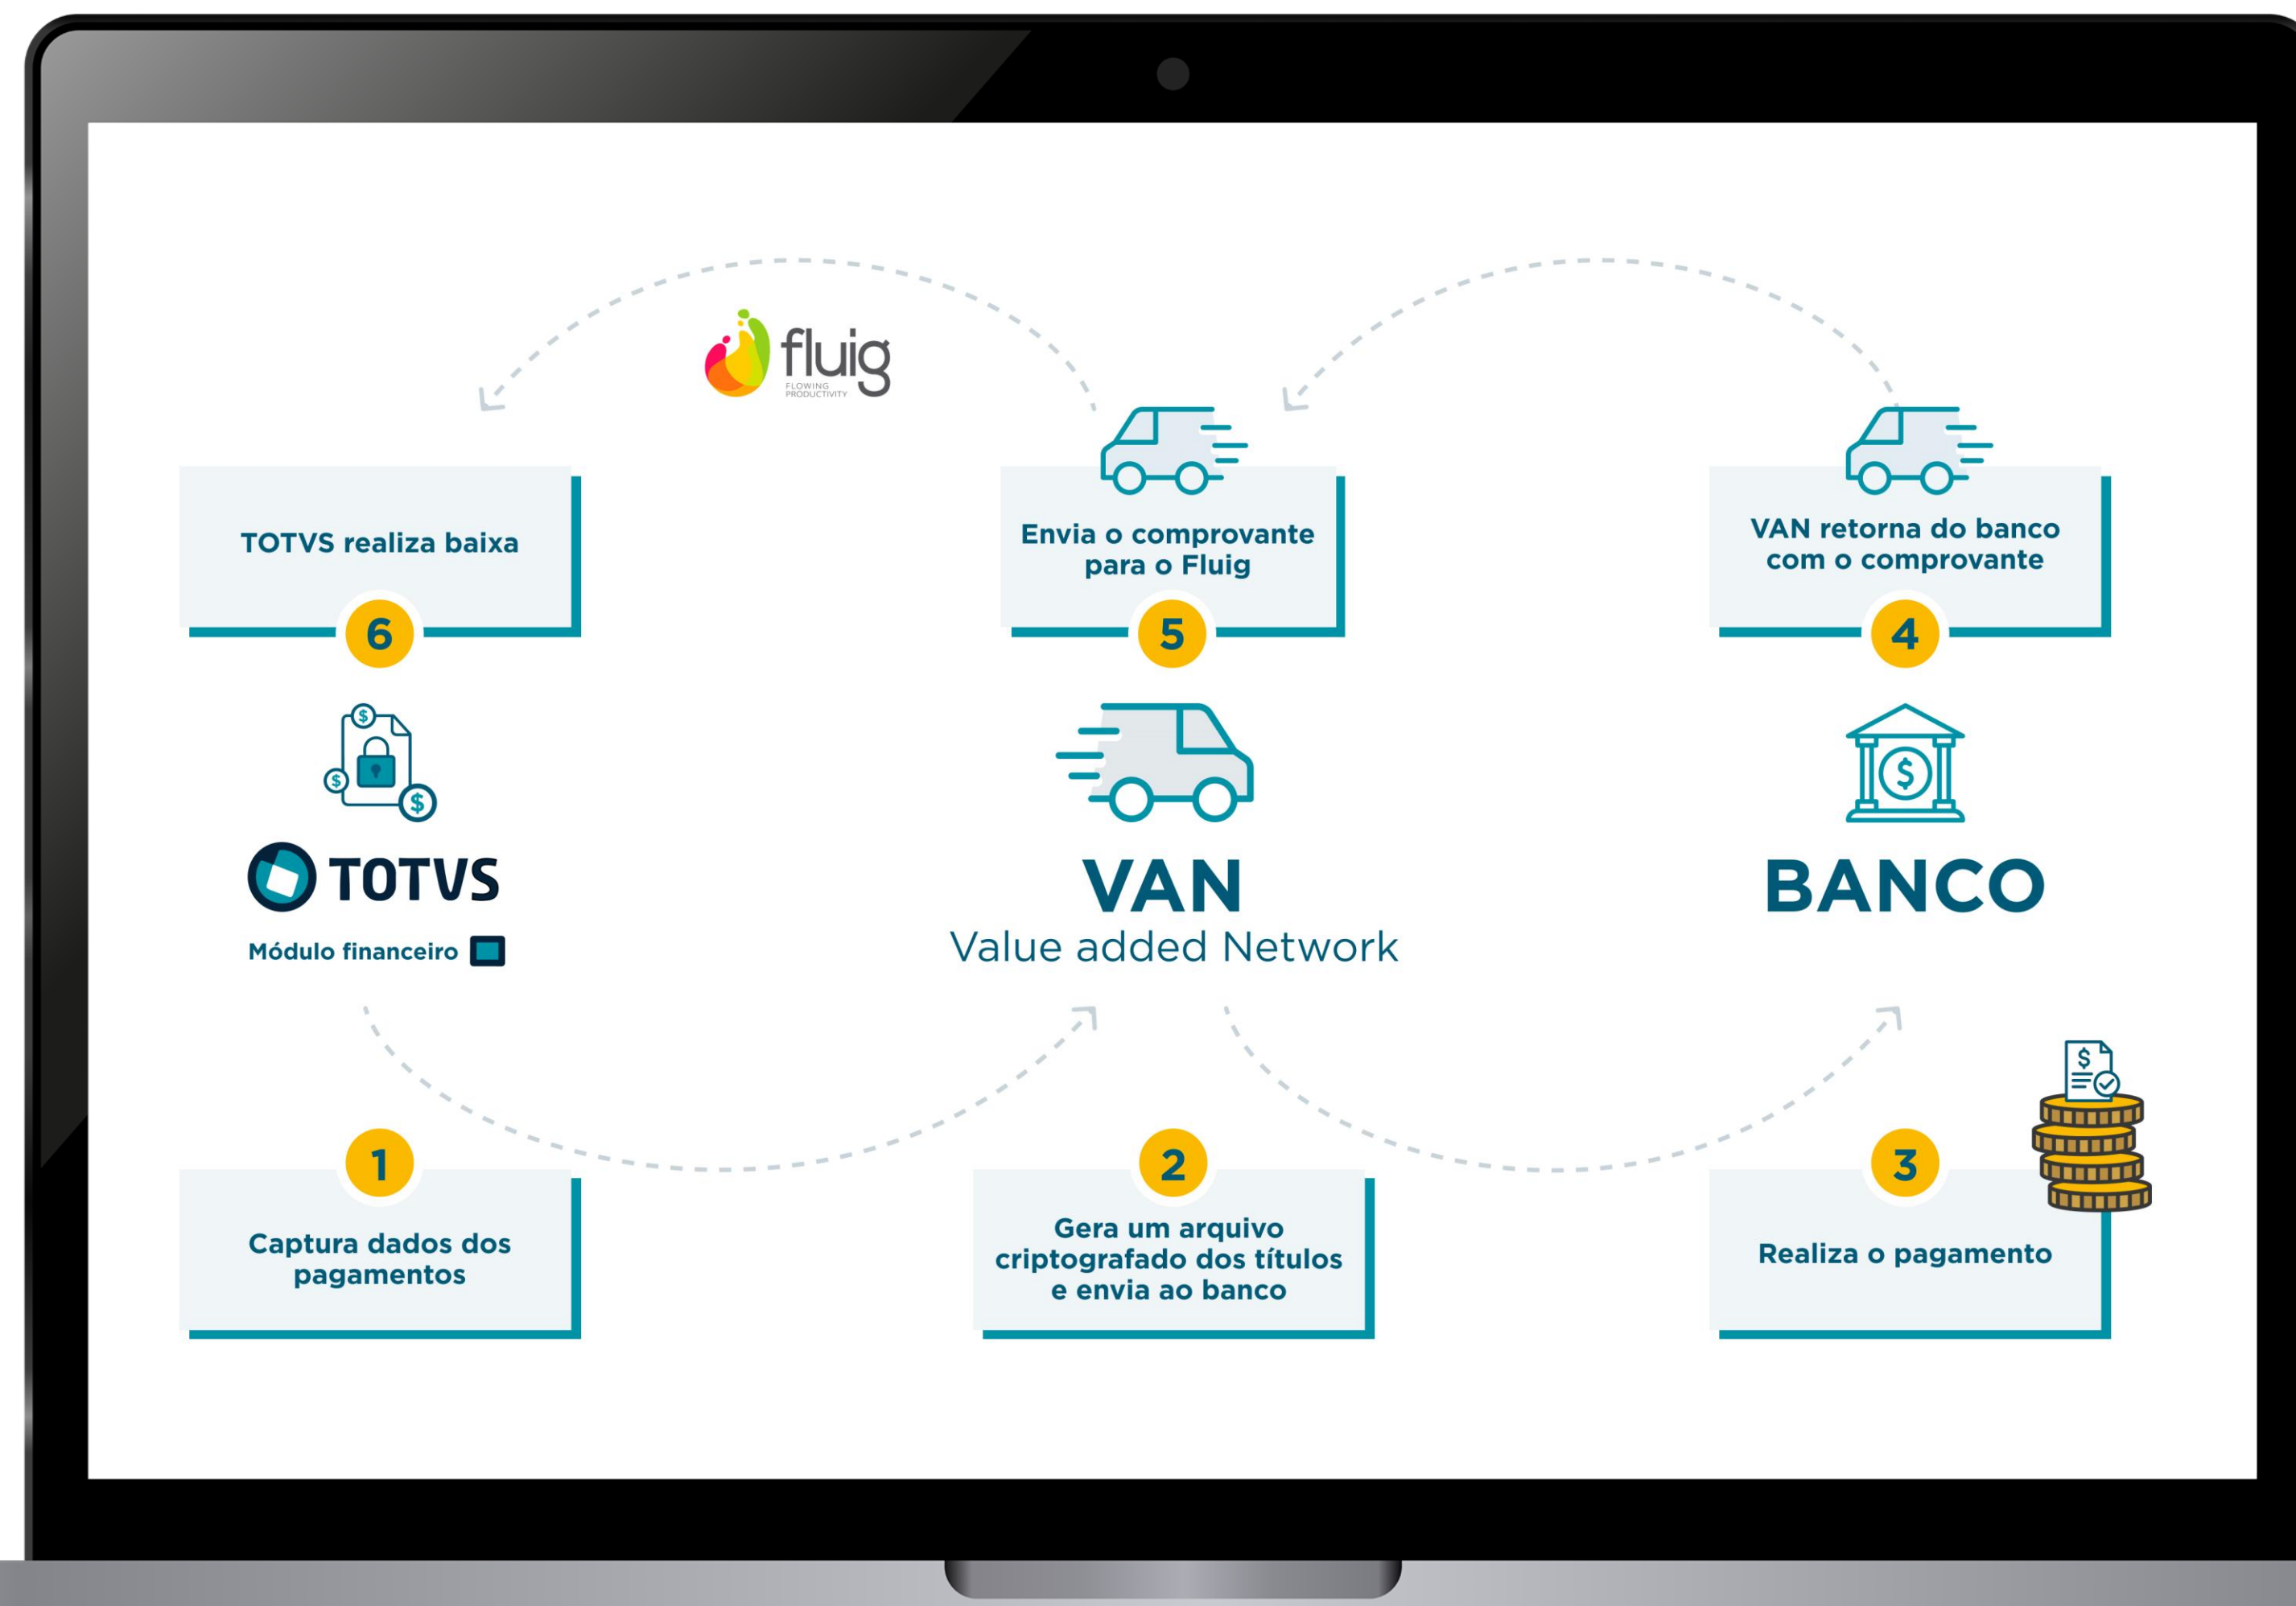 fluig
FLOWING
PRODUCTIVITY
TOTVS realiza baixa
6
Envia o comprovante
para o Fluig
5
VAN retorna do banco
com o comprovante
4
$
$
$
TOTVS
Módulo financeiro
VAN
Value added Network
$
BANCO
1
Captura dados dos
pagamentos
2
Gera um arquivo
criptografado dos títulos
e envia ao banco
3
$
Realiza o pagamento